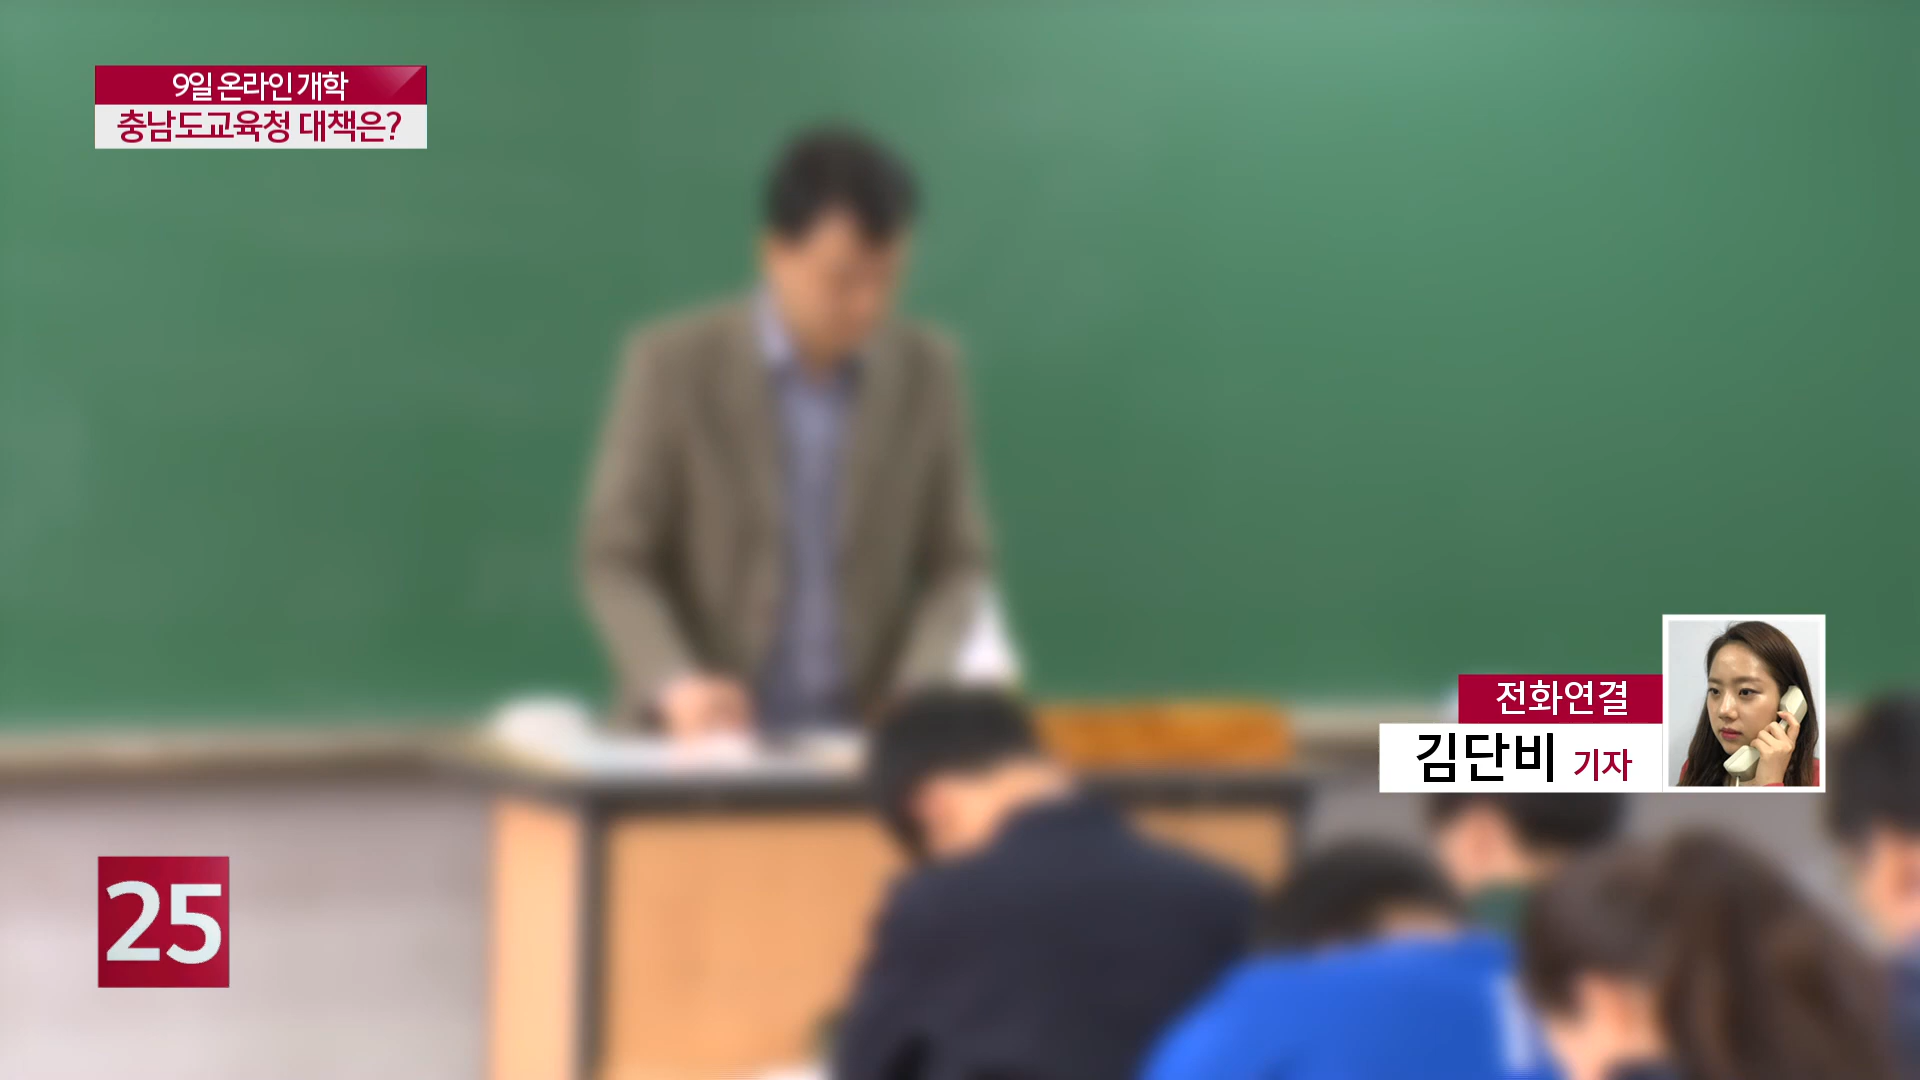 9일 온라인 개학
충남도교육청 대책은?
전화연결
김단비 기자
25